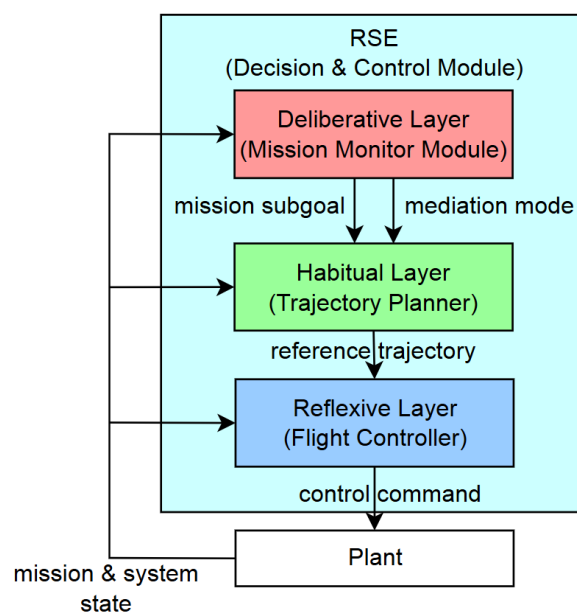 RSE
(Decision & Control Module)
Deliberative Layer
(Mission Monitor Module)
mission subgoal
mediation mode
Habitual Layer
(Trajectory Planner)
reference trajectory
Reflexive Layer
(Flight Controller)
control command
Plant
mission & system
state